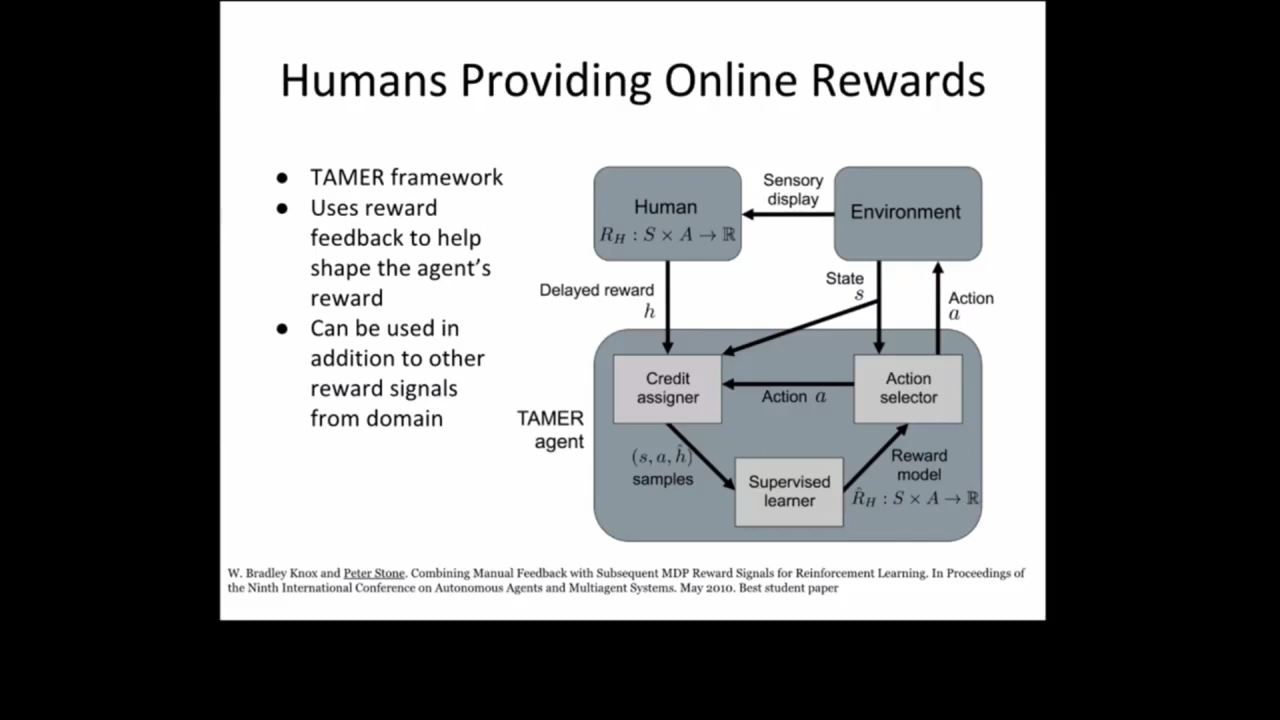 Humans Providing Online Rewards
● TAMER framework
● Uses reward
feedback to help
shape the agent's
reward
● Can be used in
addition to other
reward signals
from domain
Human
R_H : S × A → ℝ
Sensory
display
Environment
Delayed reward
h
State
s
Action
a
TAMER
agent
Credit
assigner
Action a
Action
selector
(s, a, ĥ)
samples
Supervised
learner
Reward
model
R̂_H : S × A → ℝ
W. Bradley Knox and Peter Stone. Combining Manual Feedback with Subsequent MDP Reward Signals for Reinforcement Learning. In Proceedings of
the Ninth International Conference on Autonomous Agents and Multiagent Systems. May 2010. Best student paper